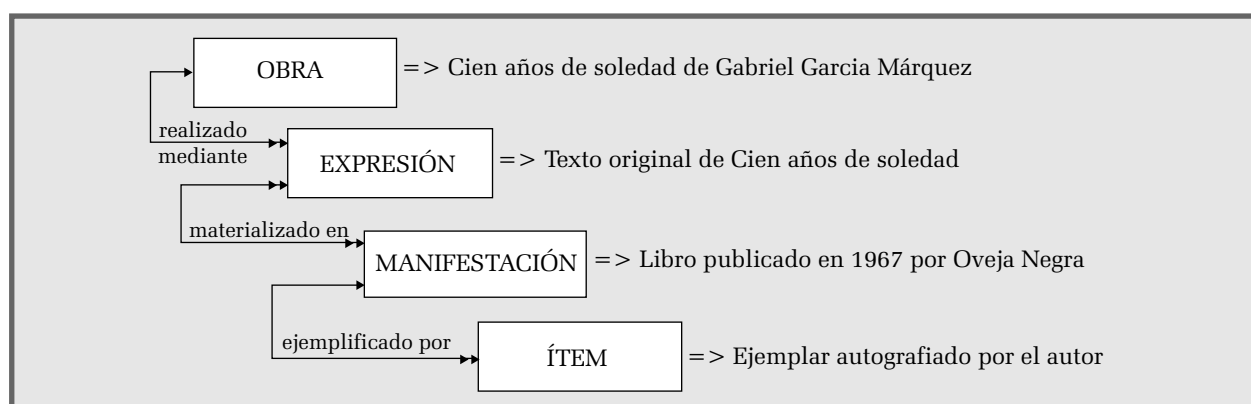 OBRA => Cien años de soledad de Gabriel Garcia Márquez
realizado
mediante
EXPRESIÓN => Texto original de Cien años de soledad
materializado en
MANIFESTACIÓN => Libro publicado en 1967 por Oveja Negra
ejemplificado por
ÍTEM => Ejemplar autografiado por el autor